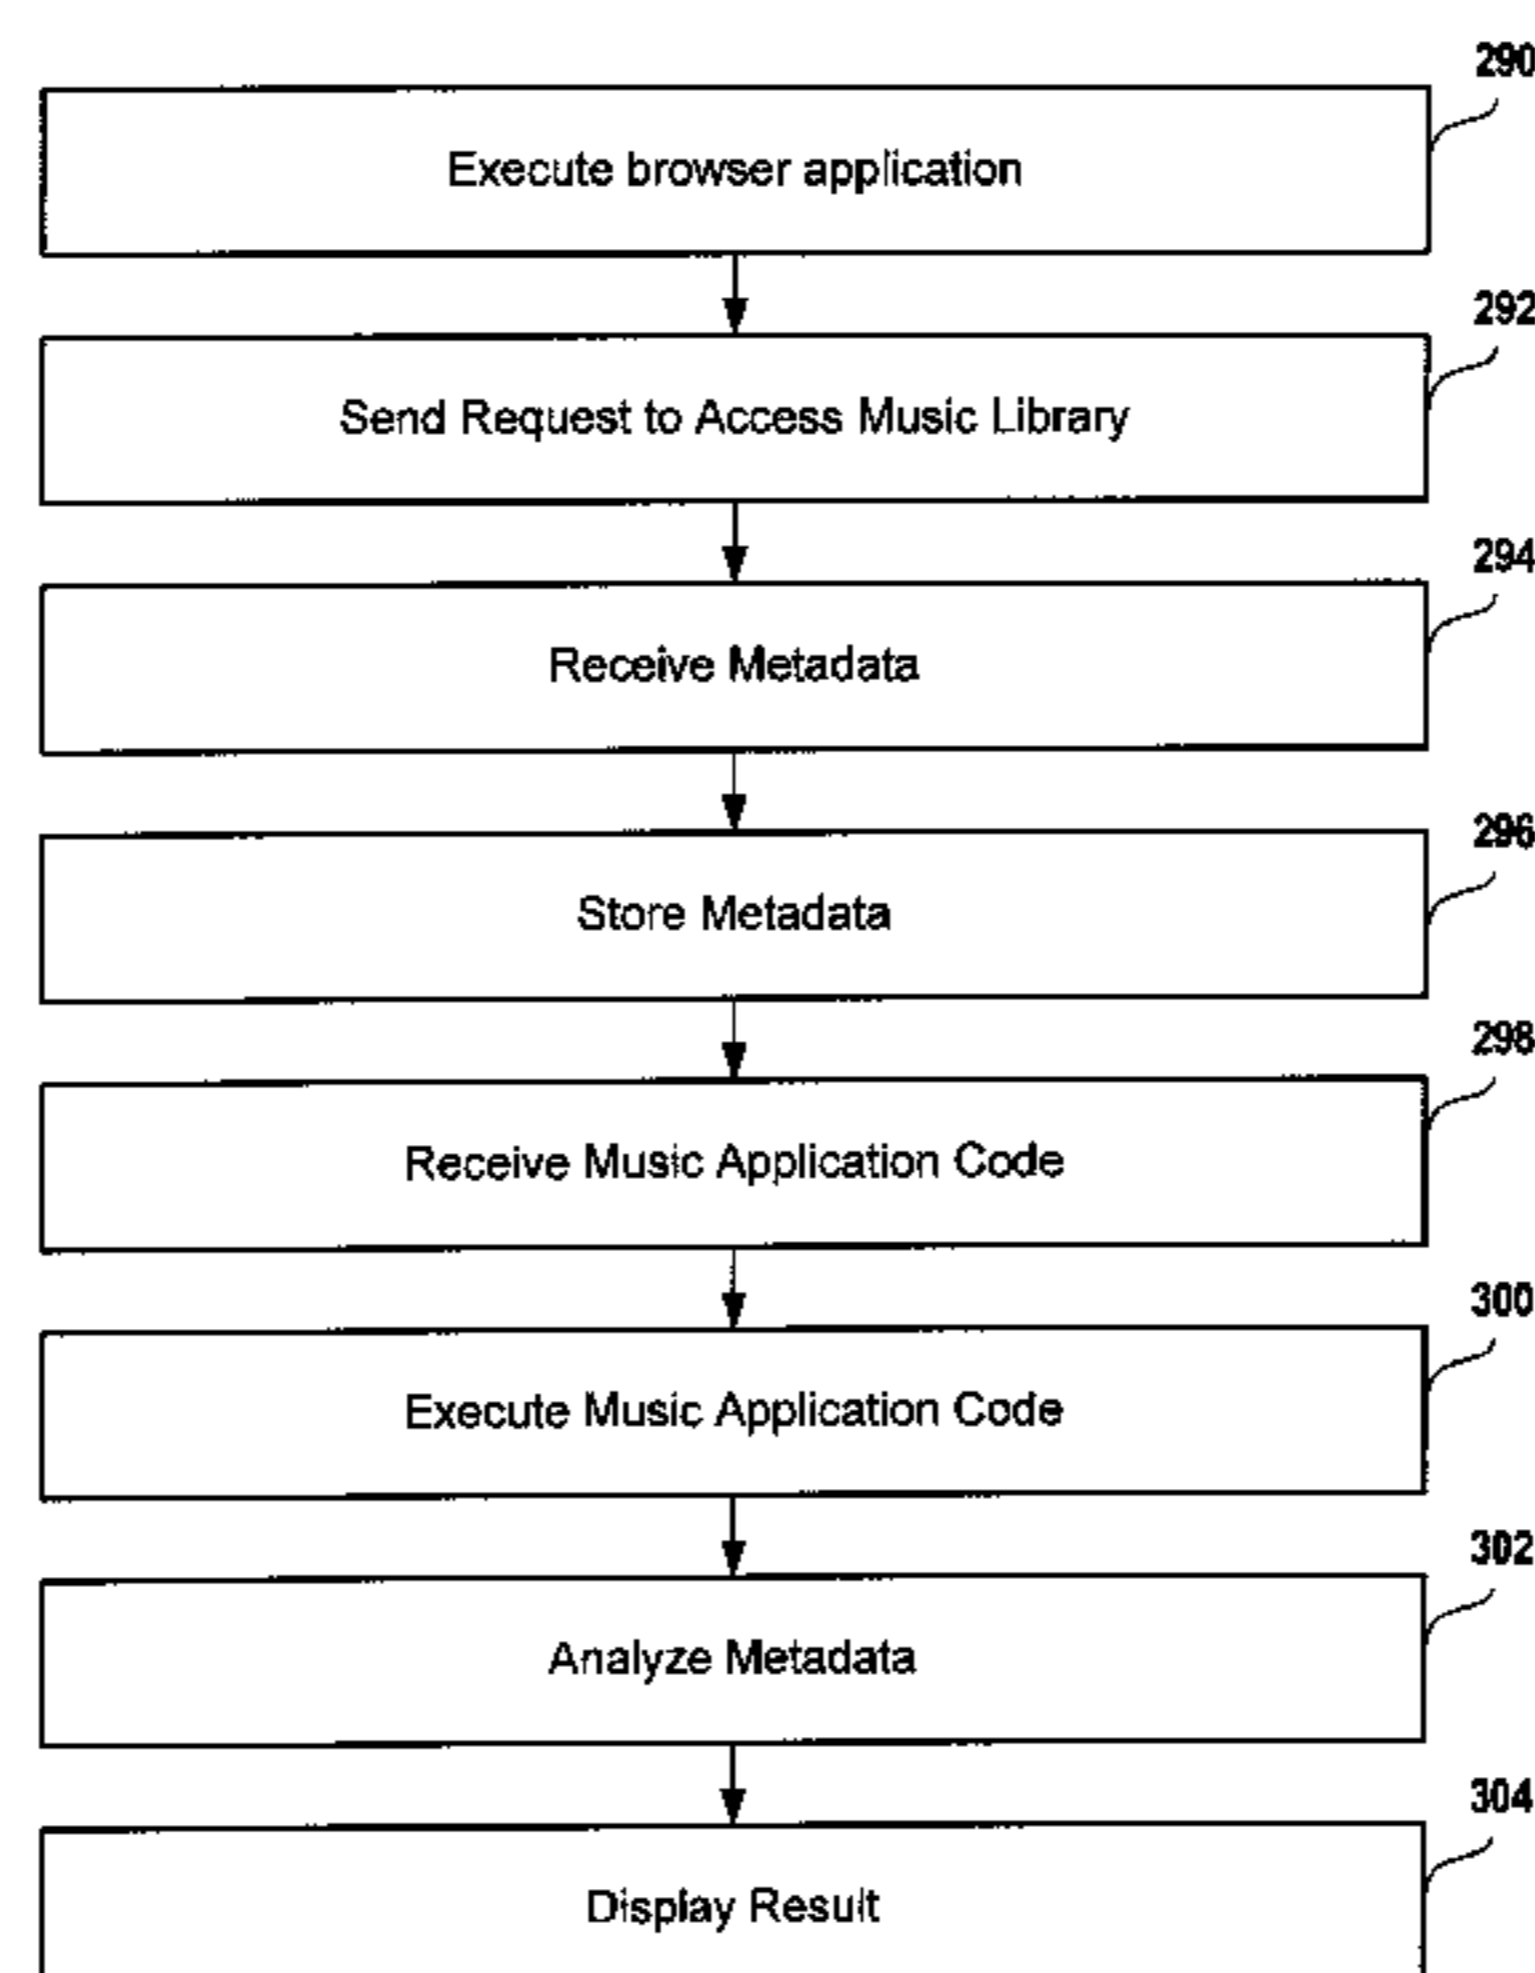 290
Execute browser application
292
Send Request to Access Music Library
294
Receive Metadata
296
Store Metadata
298
Receive Music Application Code
300
Execute Music Application Code
302
Analyze Metadata
304
Display Result